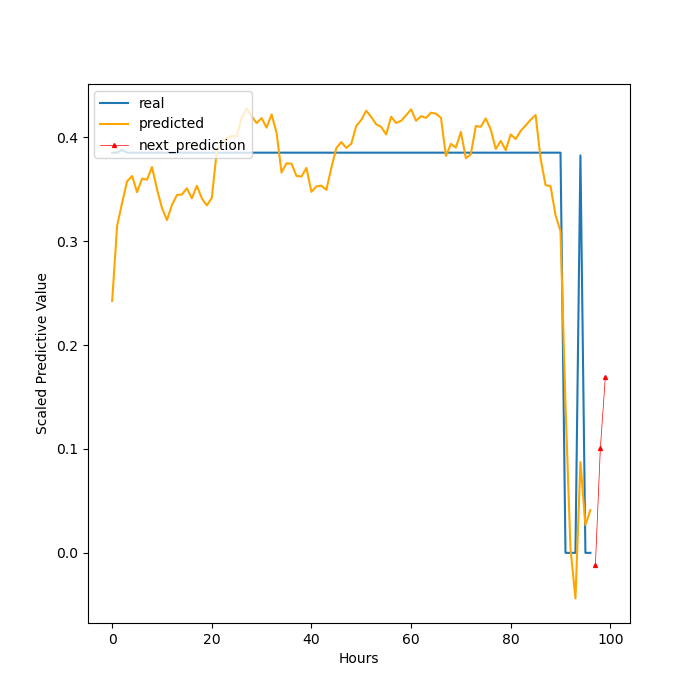 real
predicted
next_prediction
0.4
0.3
0.2
0.1
0.0
Scaled Predictive Value
0 20 40 60 80 100
Hours